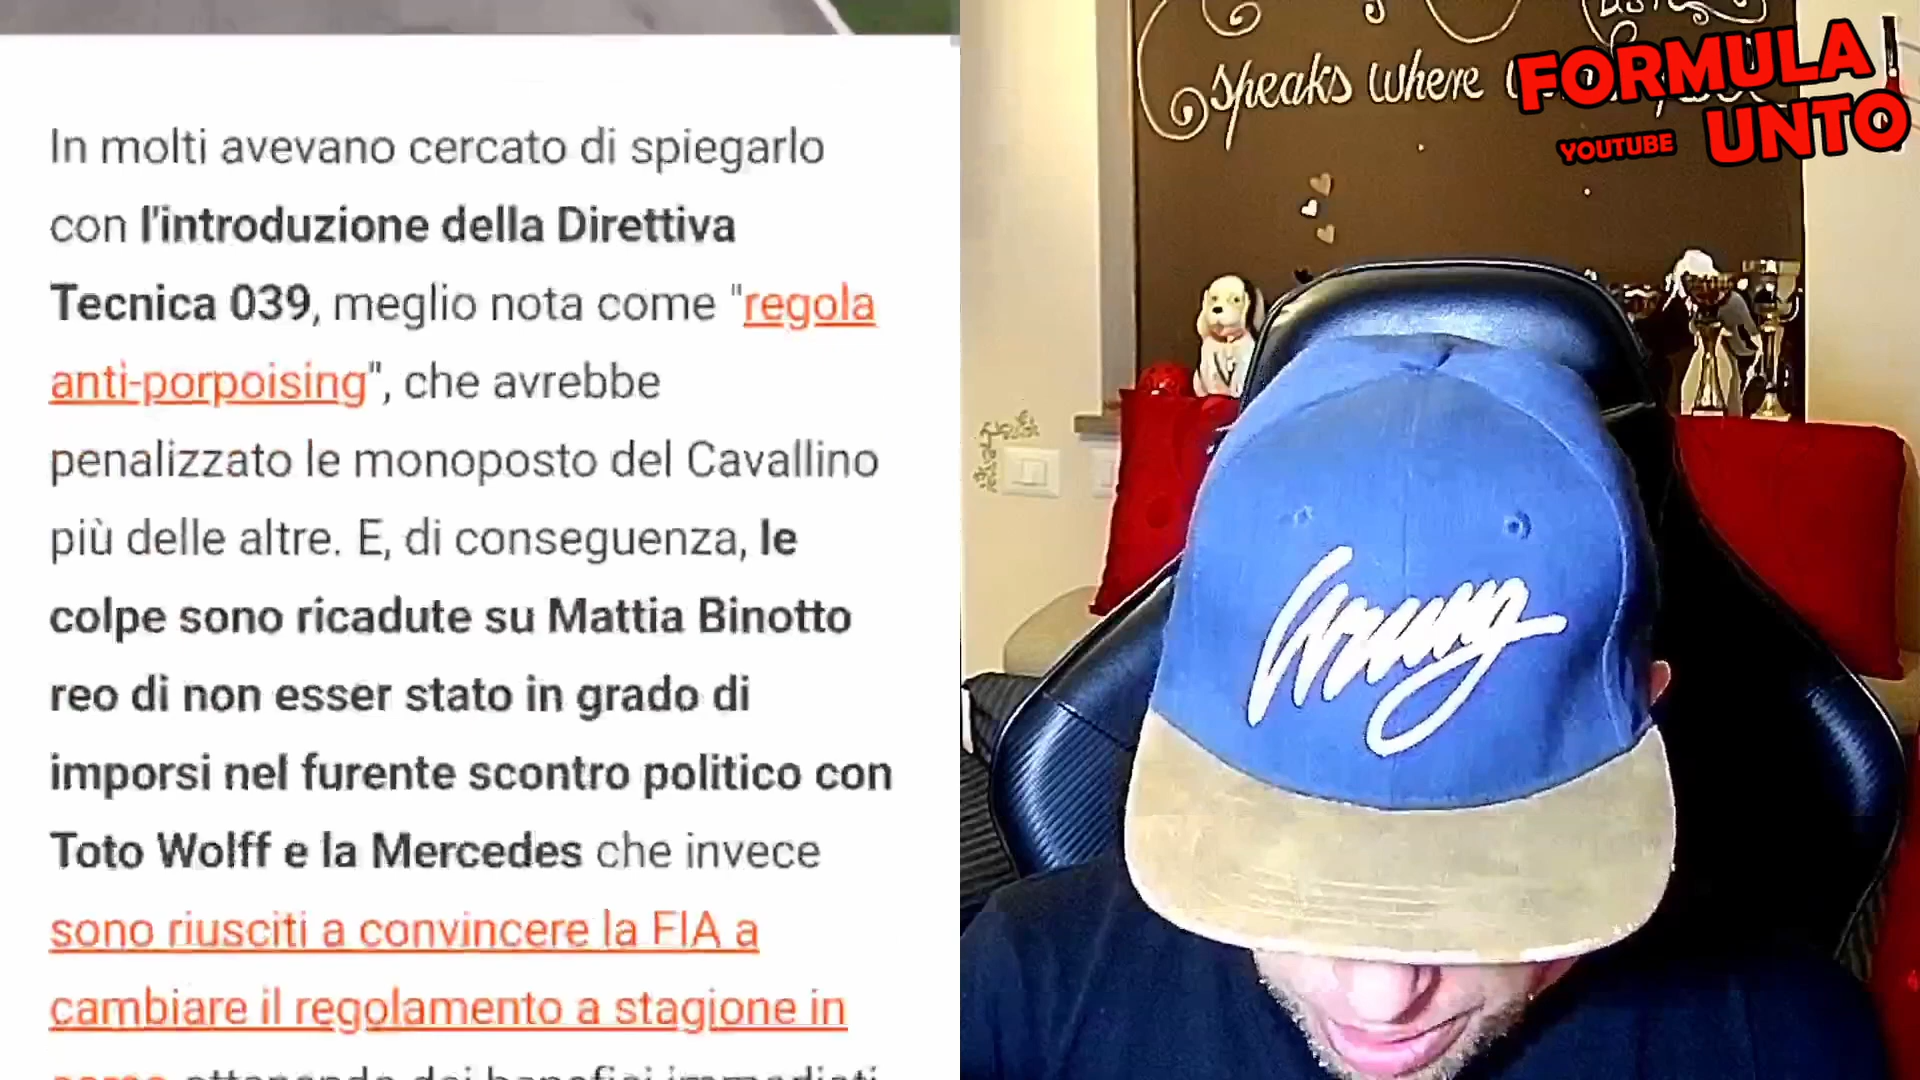 In molti avevano cercato di spiegarlo
con l'introduzione della Direttiva
Tecnica 039, meglio nota come "regola
anti-porpoising", che avrebbe
penalizzato le monoposto del Cavallino
più delle altre. E, di conseguenza, le
colpe sono ricadute su Mattia Binotto
reo di non esser stato in grado di
imporsi nel furente scontro politico con
Toto Wolff e la Mercedes che invece
sono riusciti a convincere la FIA a
cambiare il regolamento a stagione in
speaks where
FORMULA
YOUTUBE UNTO
Wrung